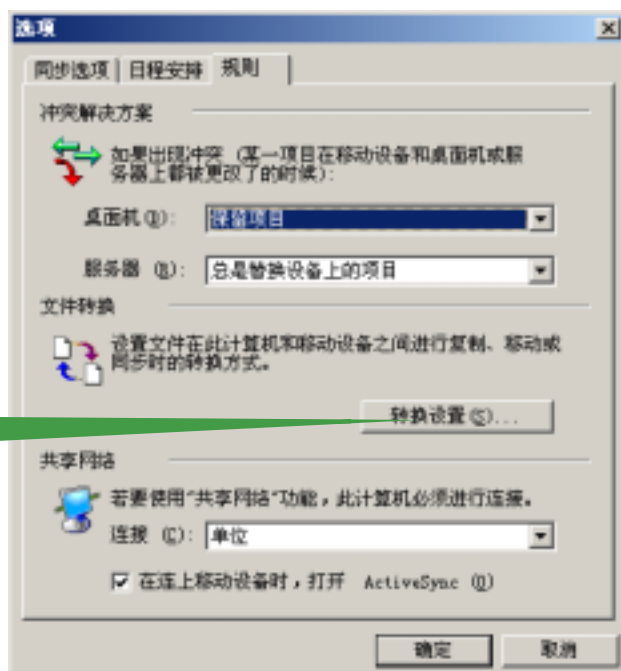 选项
同步选项 日程安排 规则
冲突解决方案
如果出现冲突(某一项目在移动设备和桌面机或服
务器上都被更改了的时候):
桌面机(D): 保留项目
服务器 (R): 总是替换设备上的项目
文件转换
设置文件在此计算机和移动设备之间进行复制、移动或
同步时的转换方式。
转换设置(S)...
共享网络
若要使用“共享网络”功能，此计算机必须进行连接。
连接 (C): 单位
在连上移动设备时，打开 ActiveSync (O)
确定 取消